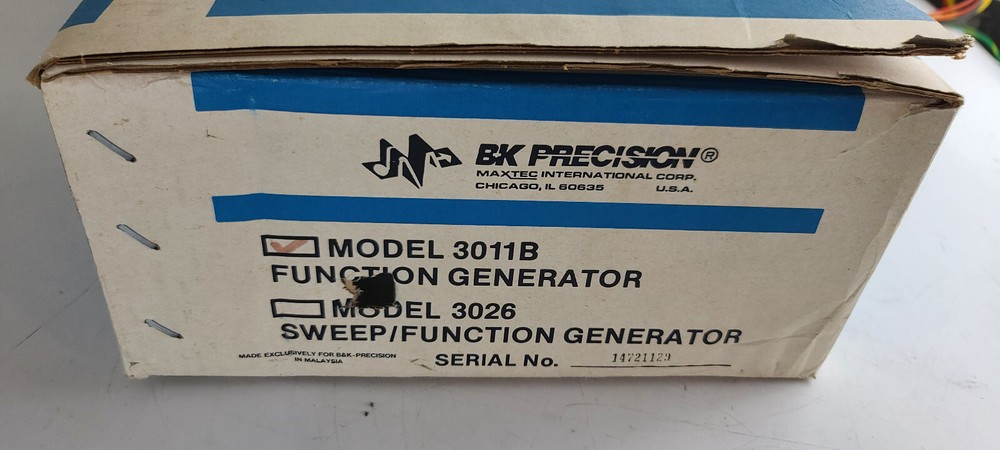 B&K PRECISION®
MAXTEC INTERNATIONAL CORP.
CHICAGO, IL 60635 U.S.A.
MODEL 3011B
FUNCTION GENERATOR
MODEL 3026
SWEEP/FUNCTION GENERATOR
MADE EXCLUSIVELY FOR B&K-PRECISION
IN MALAYSIA
SERIAL No. 14721129